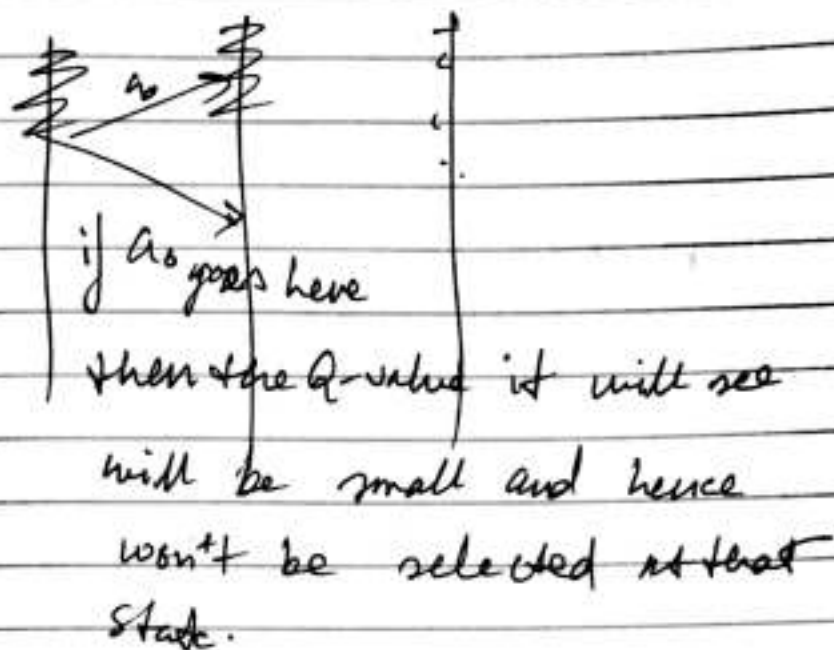 a₀
if a₀ goes here
then the Q-value it will see
will be small and hence
won't be selected at that
state.